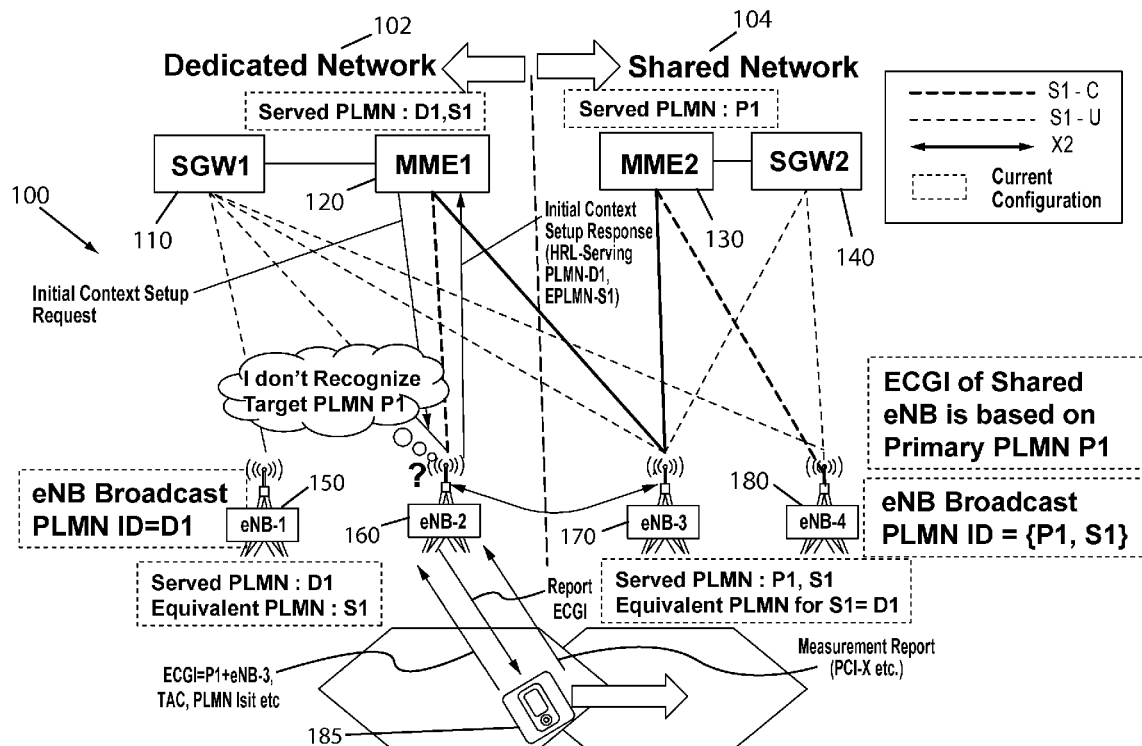 102
104
Dedicated Network
Shared Network
Served PLMN : D1,S1
Served PLMN : P1
S1 - C
S1 - U
X2
Current
Configuration
SGW1
MME1
MME2
SGW2
100
110
120
130
140
Initial Context
Setup Response
(HRL-Serving
PLMN-D1,
EPLMN-S1)
Initial Context Setup
Request
I don't Recognize
Target PLMN P1
?
ECGI of Shared
eNB is based on
Primary PLMN P1
eNB Broadcast
PLMN ID=D1
150
eNB-1
160
eNB-2
170
eNB-3
180
eNB-4
eNB Broadcast
PLMN ID = {P1, S1}
Served PLMN : D1
Equivalent PLMN : S1
Report
ECGI
Served PLMN : P1, S1
Equivalent PLMN for S1= D1
ECGI=P1+eNB-3,
TAC, PLMN lsit etc
Measurement Report
(PCI-X etc.)
185